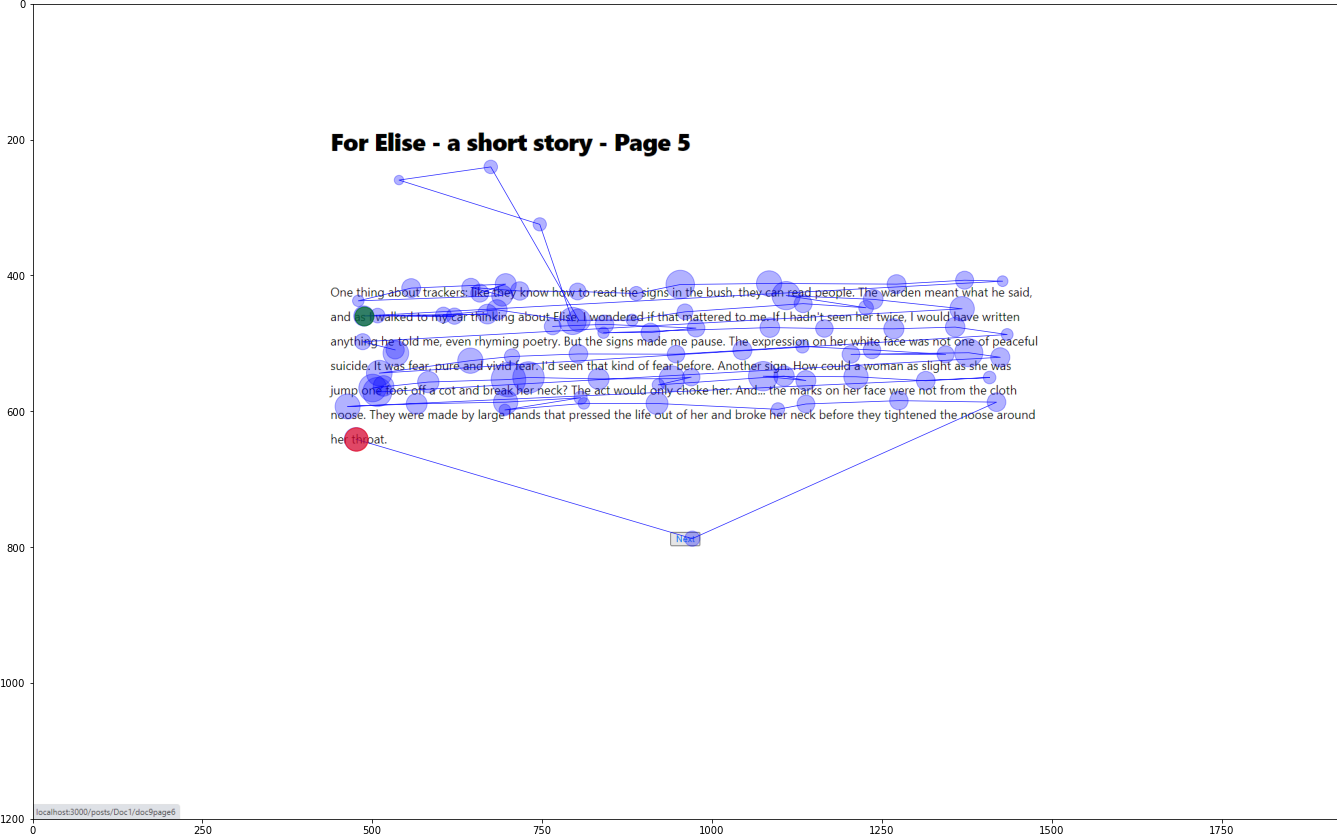 0
200
For Elise - a short story - Page 5
400
One thing about trackers: like they know how to read the signs in the bush, they can read people. The warden meant what he said,
and as I walked to my car thinking about Elise, I wondered if that mattered to me. If I hadn't seen her twice, I would have written
anything he told me, even rhyming poetry. But the signs made me pause. The expression on her white face was not one of peaceful
suicide. It was fear, pure and vivid fear. I'd seen that kind of fear before. Another sign. How could a woman as slight as she was
jump one foot off a cot and break her neck? The act would only choke her. And... the marks on her face were not from the cloth
600
noose. They were made by large hands that pressed the life out of her and broke her neck before they tightened the noose around
her throat.
800
Next
1000
localhost:3000/posts/Doc1/doc9page6
1200
0 250 500 750 1000 1250 1500 1750